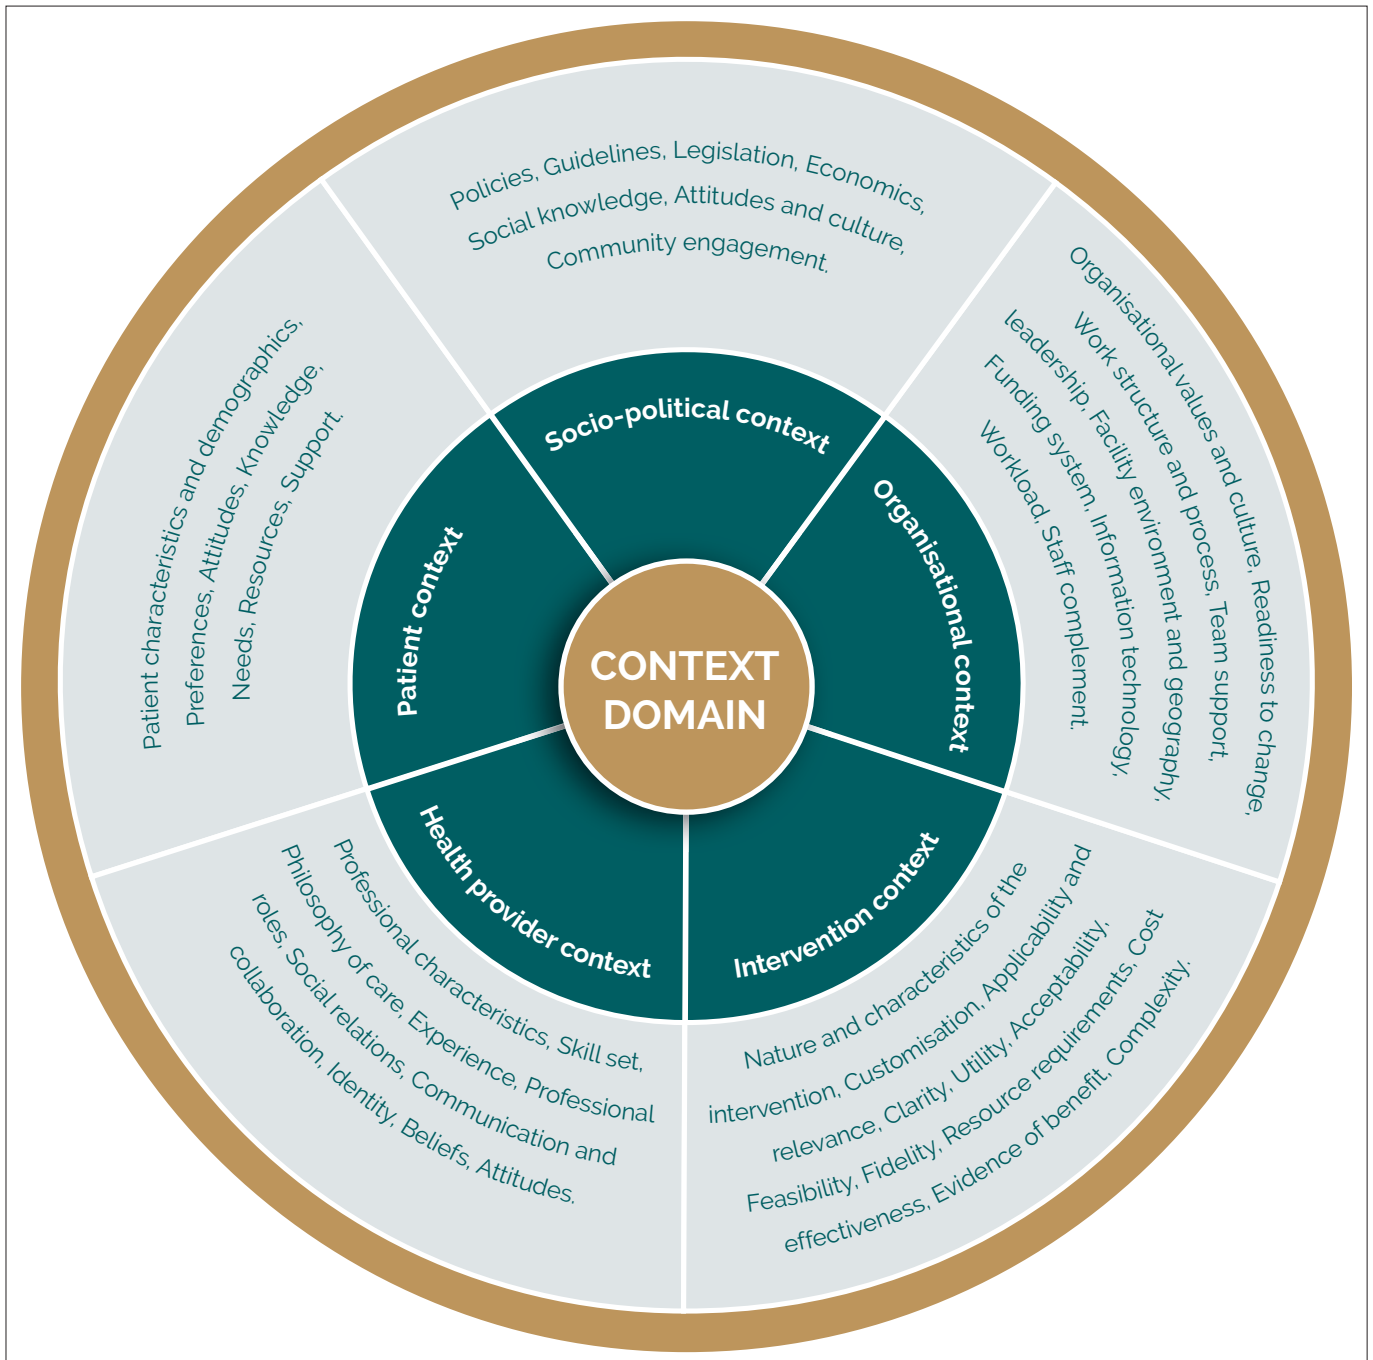 CONTEXT
DOMAIN
Socio-political context
Policies, Guidelines, Legislation, Economics,
Social knowledge, Attitudes and culture,
Community engagement.
Organisational context
Organisational values and culture, Readiness to change,
Work structure and process, Team support,
leadership, Facility environment and geography,
Funding system, Information technology,
Workload, Staff complement.
Intervention context
Nature and characteristics of the
intervention, Customisation, Applicability and
relevance, Clarity, Utility, Acceptability,
Feasibility, Fidelity, Resource requirements, Cost
effectiveness, Evidence of benefit, Complexity.
Health provider context
Professional characteristics, Skill set,
Philosophy of care, Experience, Professional
roles, Social relations, Communication and
collaboration, Identity, Beliefs, Attitudes.
Patient context
Patient characteristics and demographics,
Preferences, Attitudes, Knowledge,
Needs, Resources, Support.